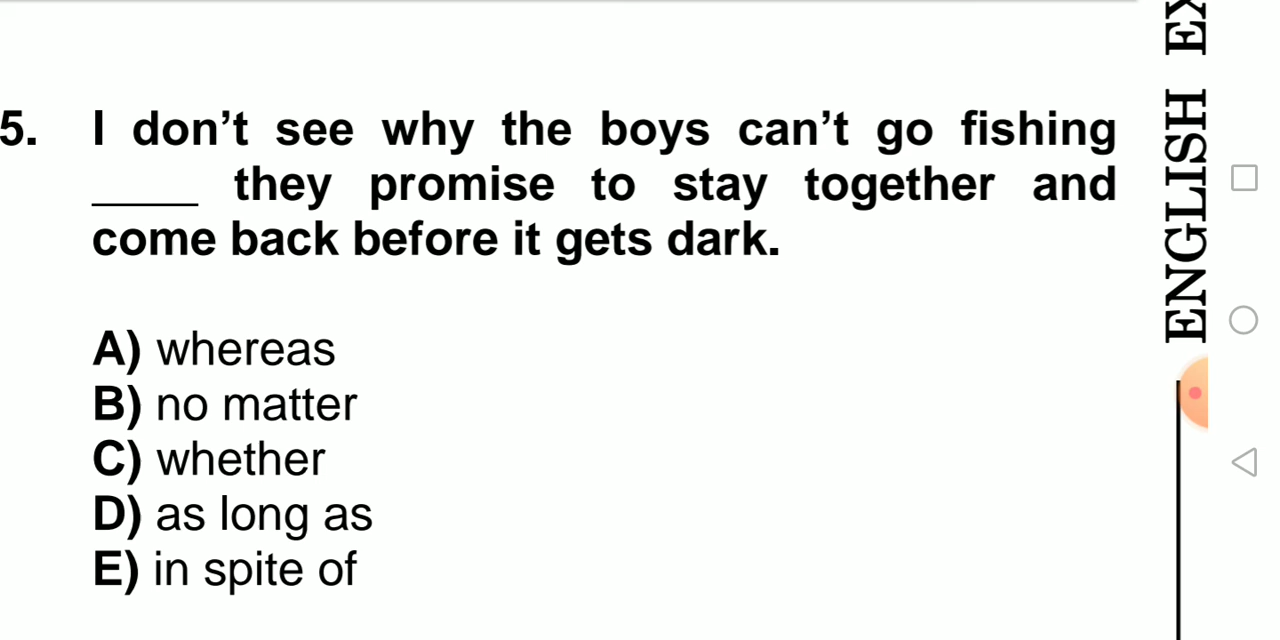 5. I don't see why the boys can't go fishing
_____ they promise to stay together and
come back before it gets dark.
A) whereas
B) no matter
C) whether
D) as long as
E) in spite of
ENGLISH EX